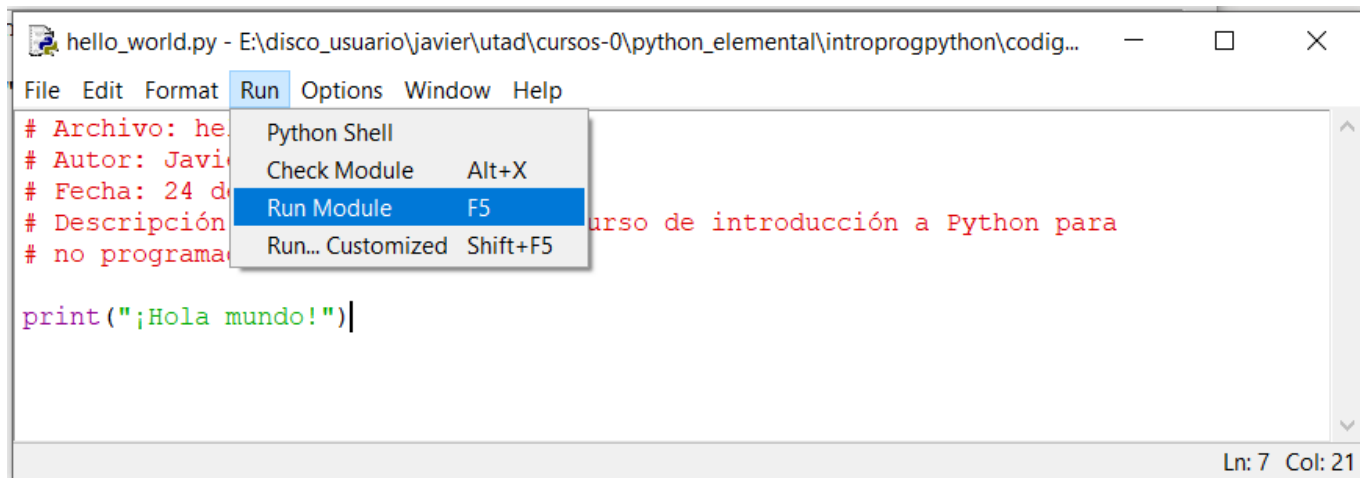 hello_world.py - E:\disco_usuario\javier\utad\cursos-0\python_elemental\introprogpython\codig...
File Edit Format Run Options Window Help
# Archivo: he
Python Shell
# Autor: Javi
Check Module Alt+X
# Fecha: 24 d
Run Module F5
# Descripción urso de introducción a Python para
Run... Customized Shift+F5
# no programa
print("¡Hola mundo!")
Ln: 7 Col: 21